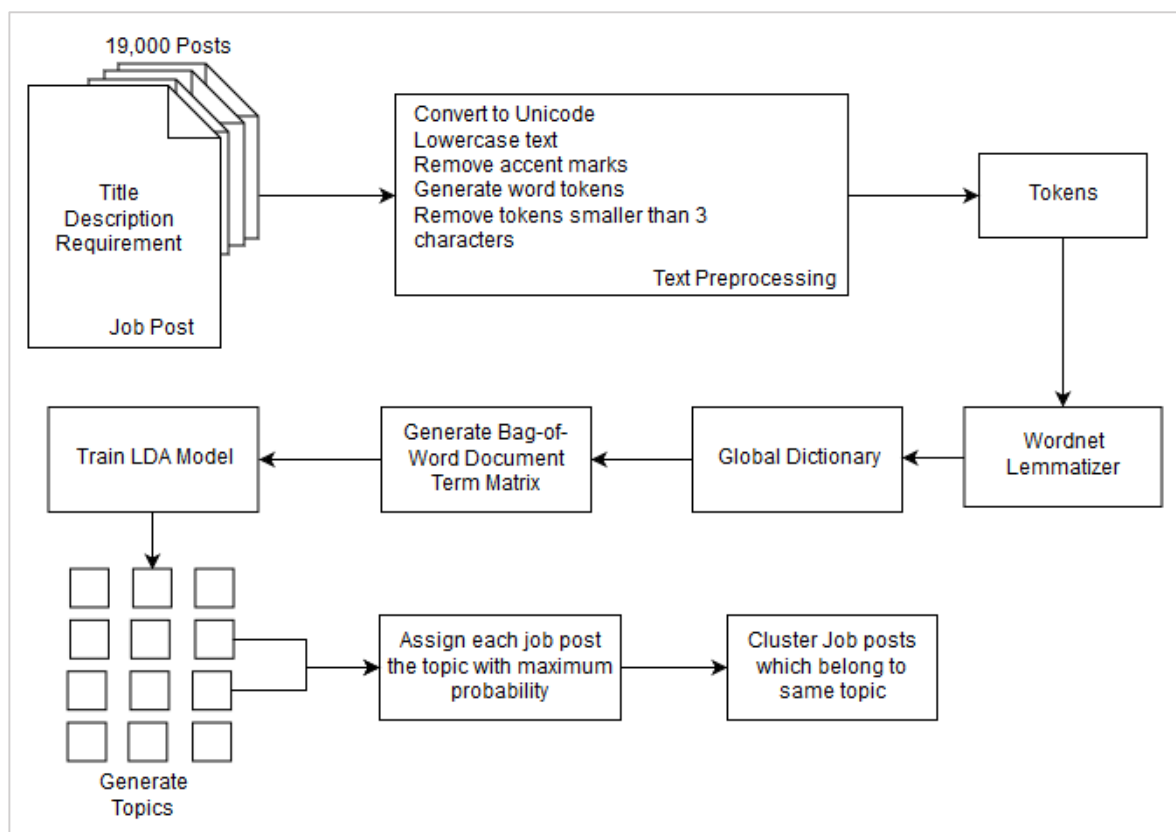 19,000 Posts
Title
Description
Requirement
Job Post
Convert to Unicode
Lowercase text
Remove accent marks
Generate word tokens
Remove tokens smaller than 3
characters
Text Preprocessing
Tokens
Wordnet
Lemmatizer
Global Dictionary
Generate Bag-of-
Word Document
Term Matrix
Train LDA Model
Generate
Topics
Assign each job post
the topic with maximum
probability
Cluster Job posts
which belong to
same topic